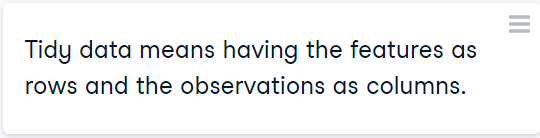 Tidy data means having the features as
rows and the observations as columns.